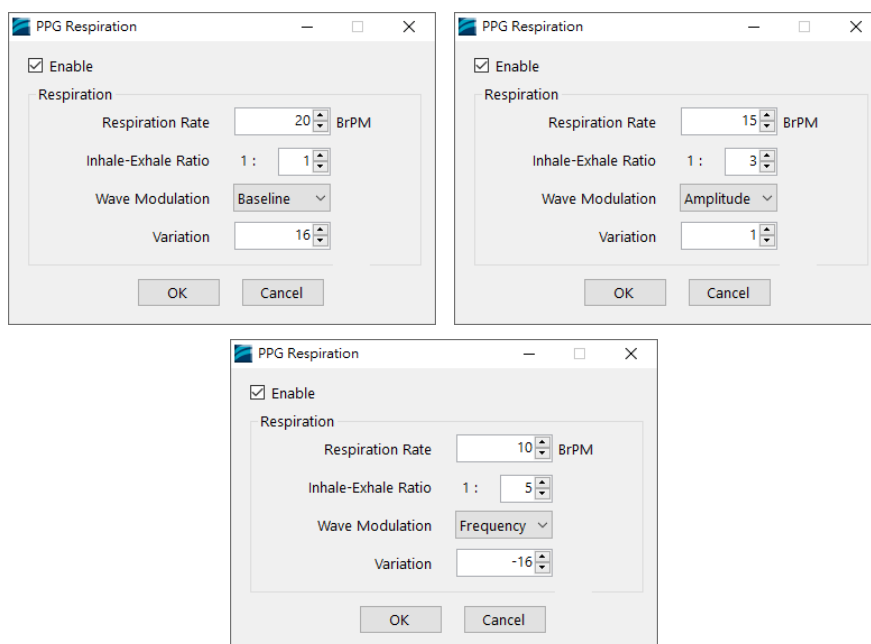 PPG Respiration
Enable
Respiration
Respiration Rate 20 BrPM
Inhale-Exhale Ratio 1 : 1
Wave Modulation Baseline
Variation 16
OK Cancel
PPG Respiration
Enable
Respiration
Respiration Rate 15 BrPM
Inhale-Exhale Ratio 1 : 3
Wave Modulation Amplitude
Variation 1
OK Cancel
PPG Respiration
Enable
Respiration
Respiration Rate 10 BrPM
Inhale-Exhale Ratio 1 : 5
Wave Modulation Frequency
Variation -16
OK Cancel